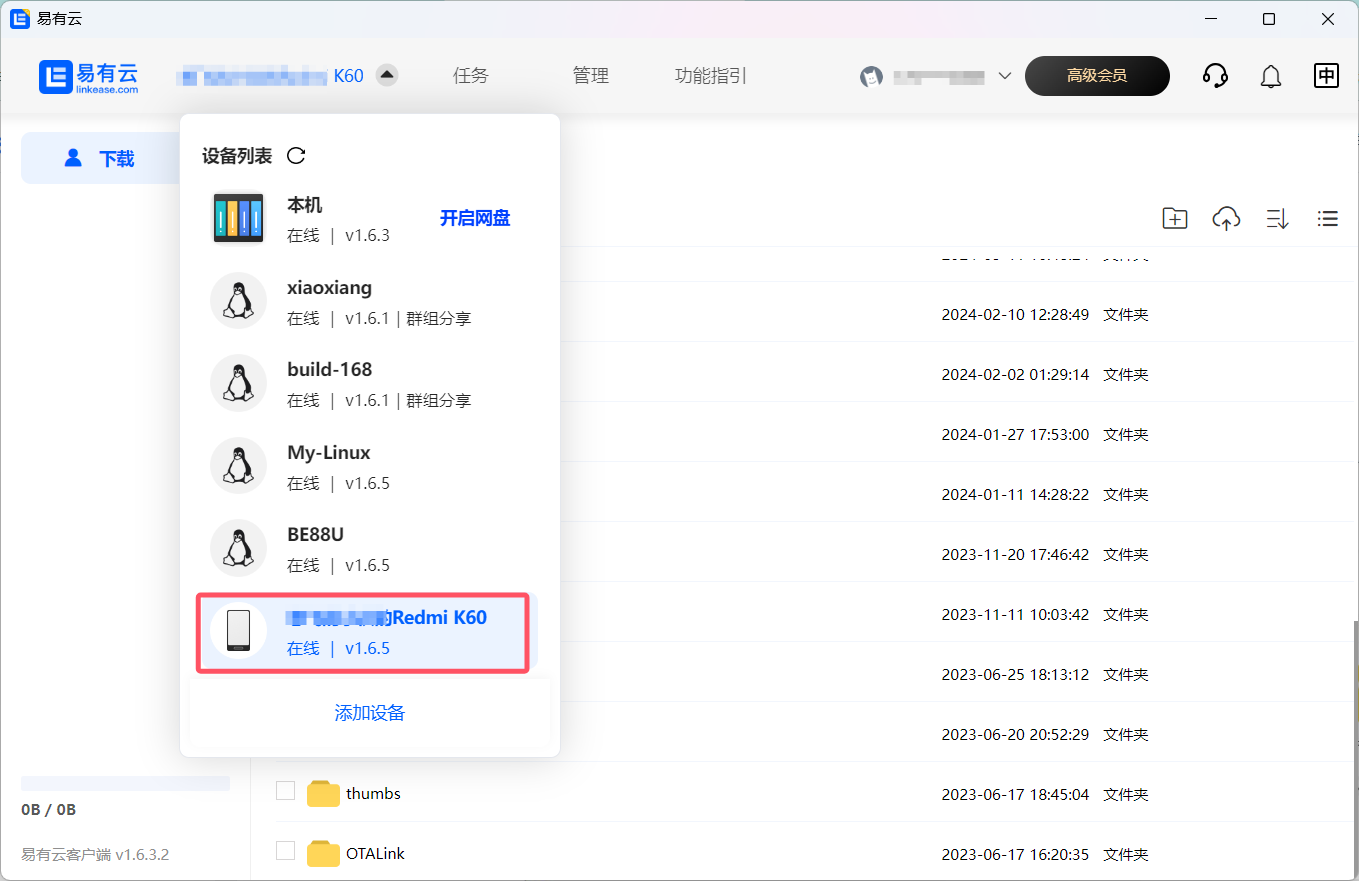 易有云
易有云
linkease.com
K60
任务
管理
功能指引
高级会员
中
下载
设备列表
本机
在线 | v1.6.3
开启网盘
xiaoxiang
在线 | v1.6.1 | 群组分享
build-168
在线 | v1.6.1 | 群组分享
My-Linux
在线 | v1.6.5
BE88U
在线 | v1.6.5
Redmi K60
在线 | v1.6.5
添加设备
2024-02-10 12:28:49 文件夹
2024-02-02 01:29:14 文件夹
2024-01-27 17:53:00 文件夹
2024-01-11 14:28:22 文件夹
2023-11-20 17:46:42 文件夹
2023-11-11 10:03:42 文件夹
2023-06-25 18:13:12 文件夹
2023-06-20 20:52:29 文件夹
thumbs 2023-06-17 18:45:04 文件夹
OTALink 2023-06-17 16:20:35 文件夹
0B / 0B
易有云客户端 v1.6.3.2